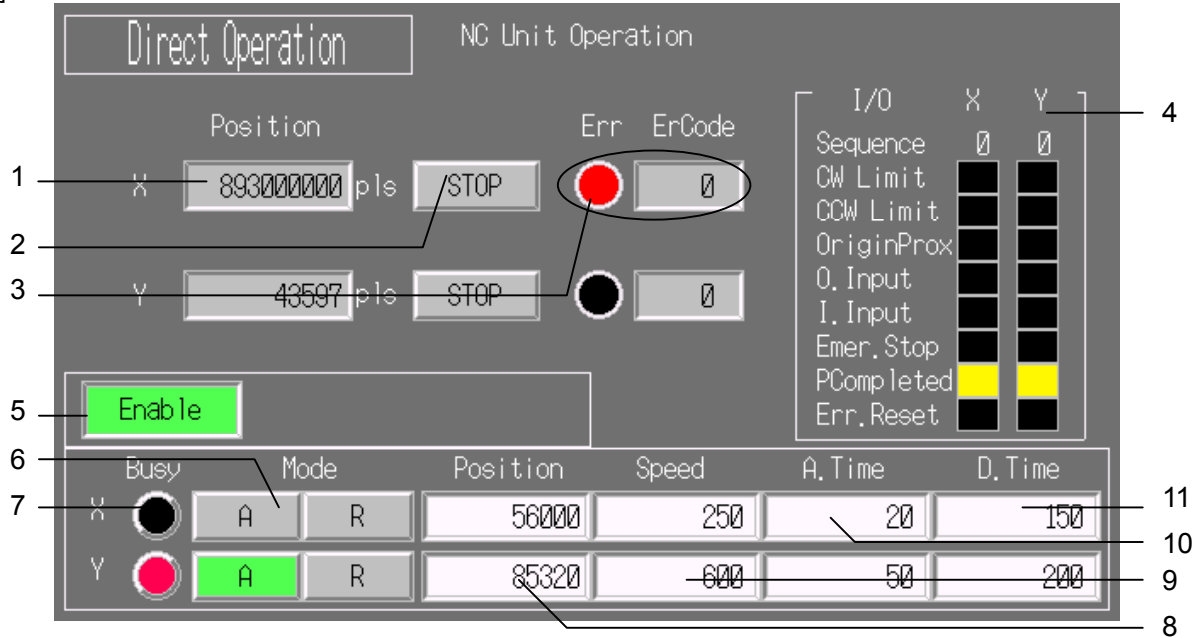 ]
Direct Operation NC Unit Operation
I/O X Y 4
Position Err ErCode
Sequence 0 0
1 X 893000000 pls STOP 0
CW Limit
CCW Limit
2 OriginProx
3 Y 43597 pls STOP 0
O.Input
I.Input
Emer.Stop
PCompleted
5 Enable
Err.Reset
6 Busy Mode Position Speed A.Time D.Time
7 X A R 56000 250 20 150 11
10
Y A R 85320 600 50 200 9
8